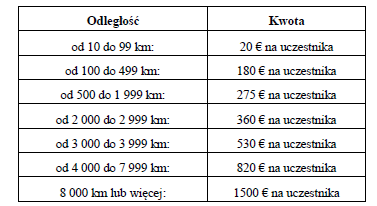 Odległość Kwota
od 10 do 99 km: 20 € na uczestnika
od 100 do 499 km: 180 € na uczestnika
od 500 do 1 999 km: 275 € na uczestnika
od 2 000 do 2 999 km: 360 € na uczestnika
od 3 000 do 3 999 km: 530 € na uczestnika
od 4 000 do 7 999 km: 820 € na uczestnika
8 000 km lub więcej: 1500 € na uczestnika